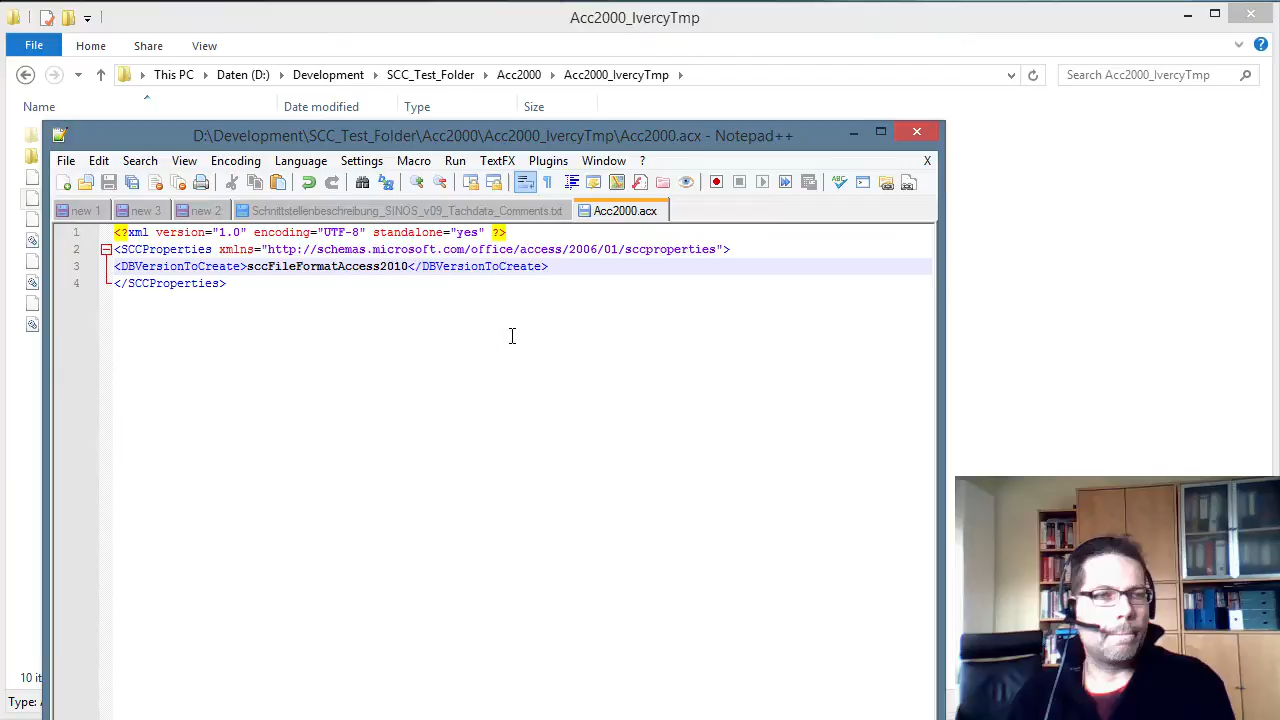 Acc2000_IvercyTmp
File Home Share View
This PC Daten (D:) Development SCC_Test_Folder Acc2000 Acc2000_IvercyTmp Search Acc2000_IvercyTmp
Name Date modified Type Size
D:\Development\SCC_Test_Folder\Acc2000\Acc2000_IvercyTmp\Acc2000.acx - Notepad++
File Edit Search View Encoding Language Settings Macro Run TextFX Plugins Window ? X
new 1 new 3 new 2 Schnittstellenbeschreibung_SINOS_v09_Tachdata_Comments.txt Acc2000.acx
1 <?xml version="1.0" encoding="UTF-8" standalone="yes" ?>
2 <SCCProperties xmlns="http://schemas.microsoft.com/office/access/2006/01/sccproperties">
3 <DBVersionToCreate>sccFileFormatAccess2010</DBVersionToCreate>
4 </SCCProperties>
10 it
Type: